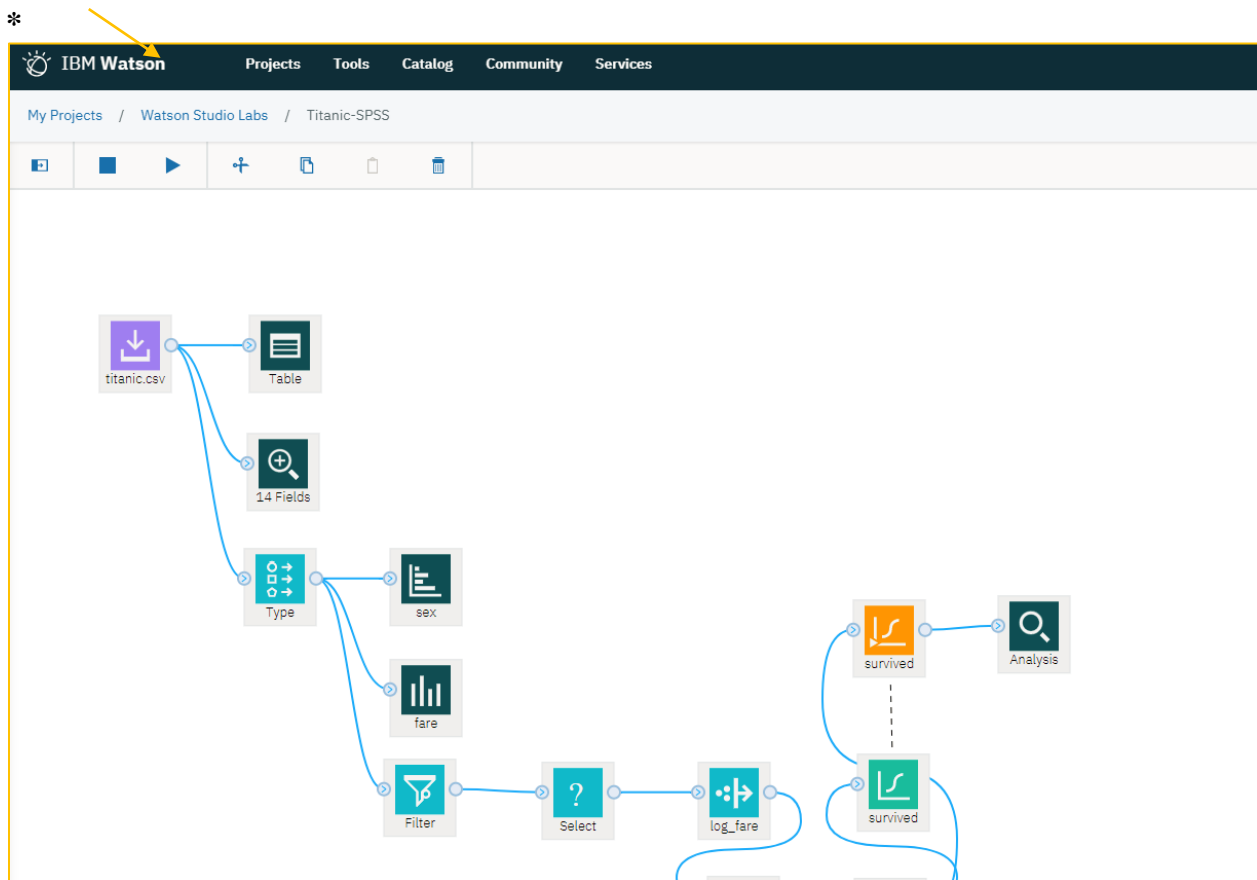 *
IBM Watson Projects Tools Catalog Community Services
My Projects / Watson Studio Labs / Titanic-SPSS
titanic.csv
Table
14 Fields
Type
sex
survived
Analysis
fare
Filter
?
Select
log_fare
survived